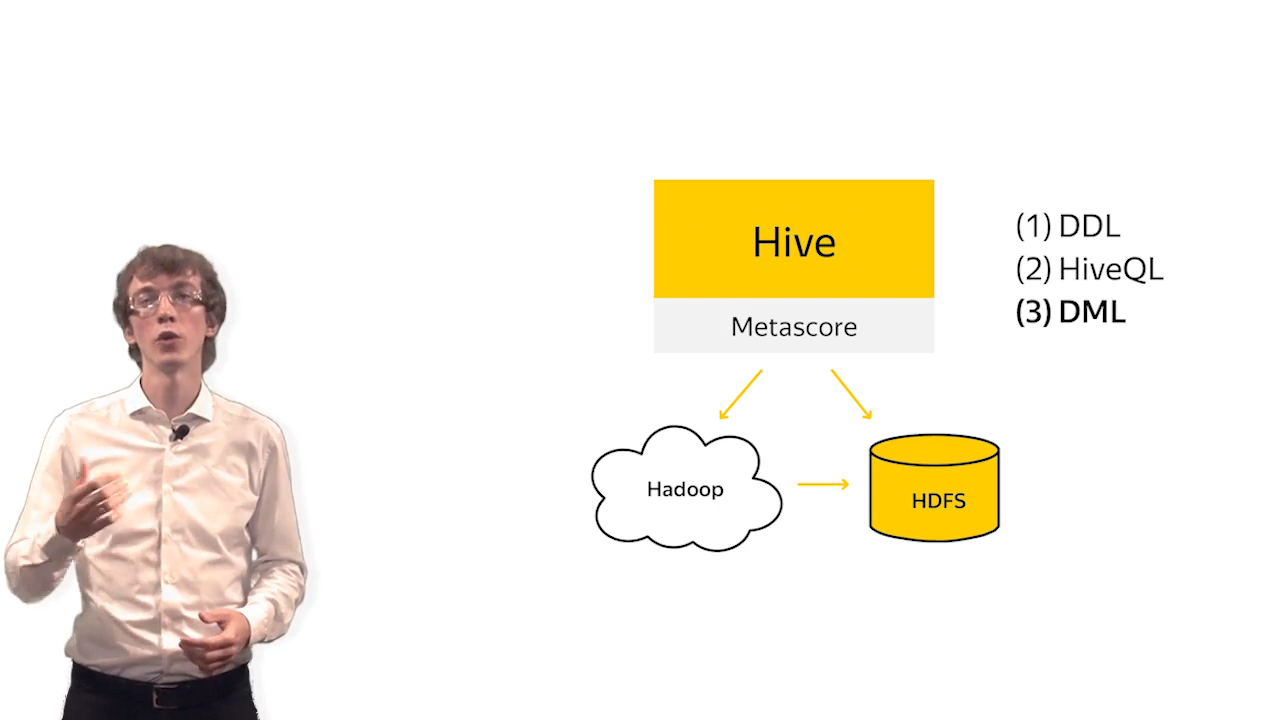 Hive
Metascore
Hadoop
HDFS
(1) DDL
(2) HiveQL
(3) DML